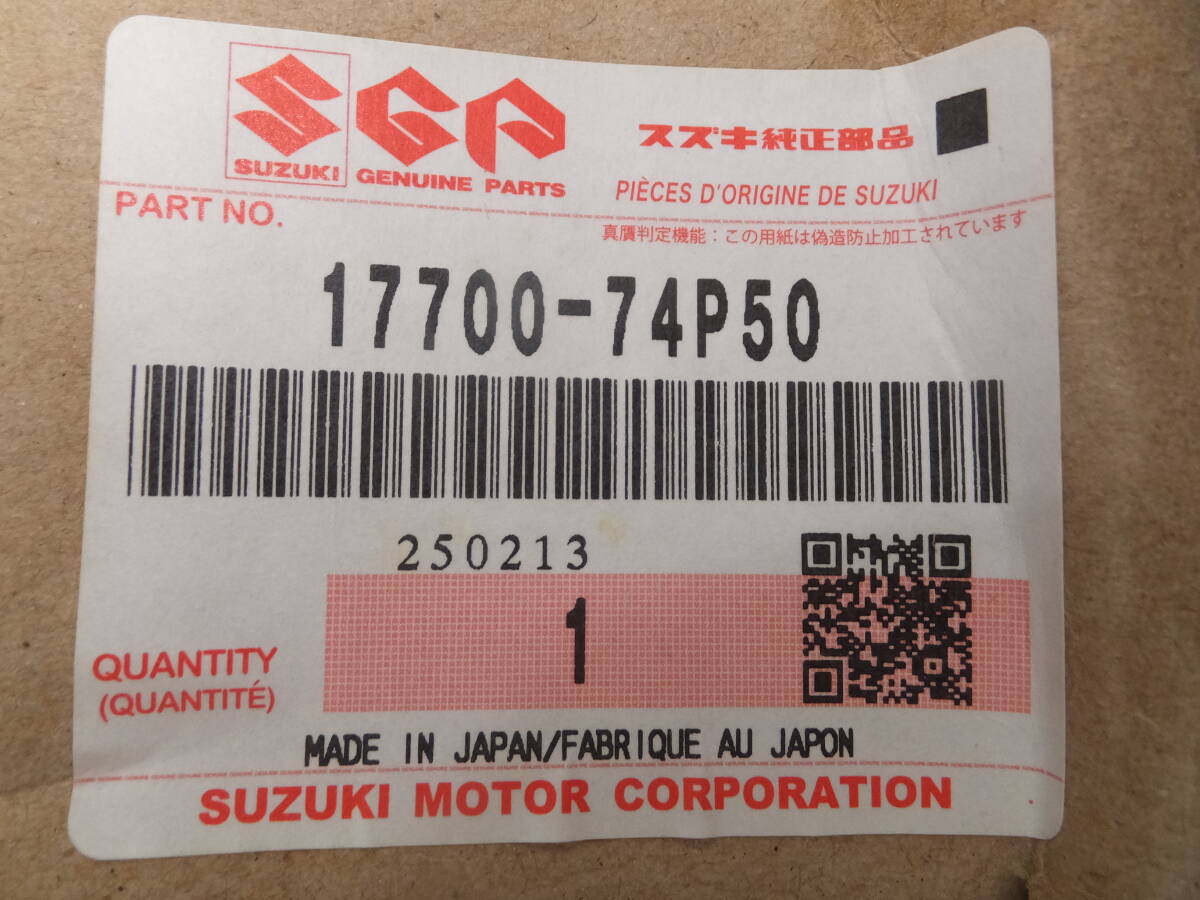 SGP
SUZUKI GENUINE PARTS
スズキ純正部品
PIÈCES D'ORIGINE DE SUZUKI
PART NO.
真贋判定機能：この用紙は偽造防止加工されています
17700-74P50
250213
1
QUANTITY
(QUANTITÉ)
MADE IN JAPAN/FABRIQUE AU JAPON
SUZUKI MOTOR CORPORATION